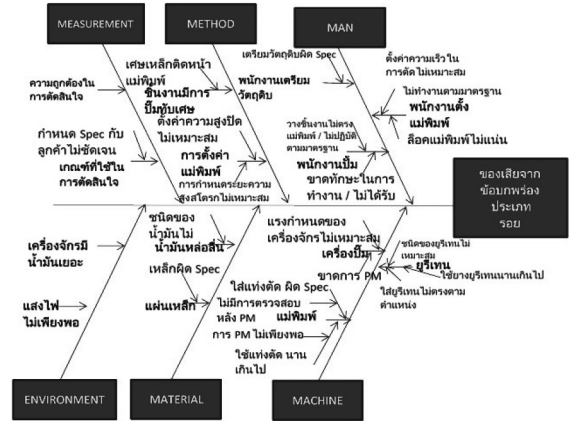 MEASUREMENT
METHOD
MAN
เศษเหล็กติดหน้า
แม่พิมพ์
ชิ้นงานมีการ
ปั๊มทับเศษ
ตั้งค่าความสูงปิด
ไม่เหมาะสม
การตั้งค่า
แม่พิมพ์
การกำหนดระยะความ
สูงสโตรกไม่เหมาะสม
ความถูกต้องใน
การตัดสินใจ
กำหนด Spec กับ
ลูกค้าไม่ชัดเจน
เกณฑ์ที่ใช้ใน
การตัดสินใจ
เตรียมวัตถุดิบผิด Spec
พนักงานเตรียม
วัตถุดิบ
ตั้งค่าความเร็วใน
การตัดไม่เหมาะสม
ไม่ทำงานตามมาตรฐาน
พนักงานตั้ง
แม่พิมพ์
ล็อคแม่พิมพ์ไม่แน่น
วางชิ้นงานไม่ตรง
แม่พิมพ์ / ไม่ปฏิบัติ
ตามมาตรฐาน
พนักงานปั๊ม
ขาดทักษะในการ
ทำงาน / ไม่ได้รับ
ของเสียจาก
ข้อบกพร่อง
ประเภท
รอย
เครื่องจักรมี
น้ำมันเยอะ
แสงไฟ
ไม่เพียงพอ
ชนิดของ
น้ำมันไม่
น้ำมันหล่อลื่น
เหล็กผิด Spec
แผ่นเหล็ก
แรงกำหนดของ
เครื่องจักรไม่เหมาะสม
เครื่องปั๊ม
ขาดการ PM
ชนิดของยูรีเทนไม่
เหมาะสม
ยูรีเทน
ใช้ยางยูรีเทนนานเกินไป
ใส่ยูรีเทนไม่ตรงตาม
ตำแหน่ง
ใส่แท่งตัด ผิด Spec
ไม่มีการตรวจสอบ
หลัง PM
แม่พิมพ์
การ PM ไม่เพียงพอ
ใช้แท่งตัด นาน
เกินไป
ENVIRONMENT
MATERIAL
MACHINE